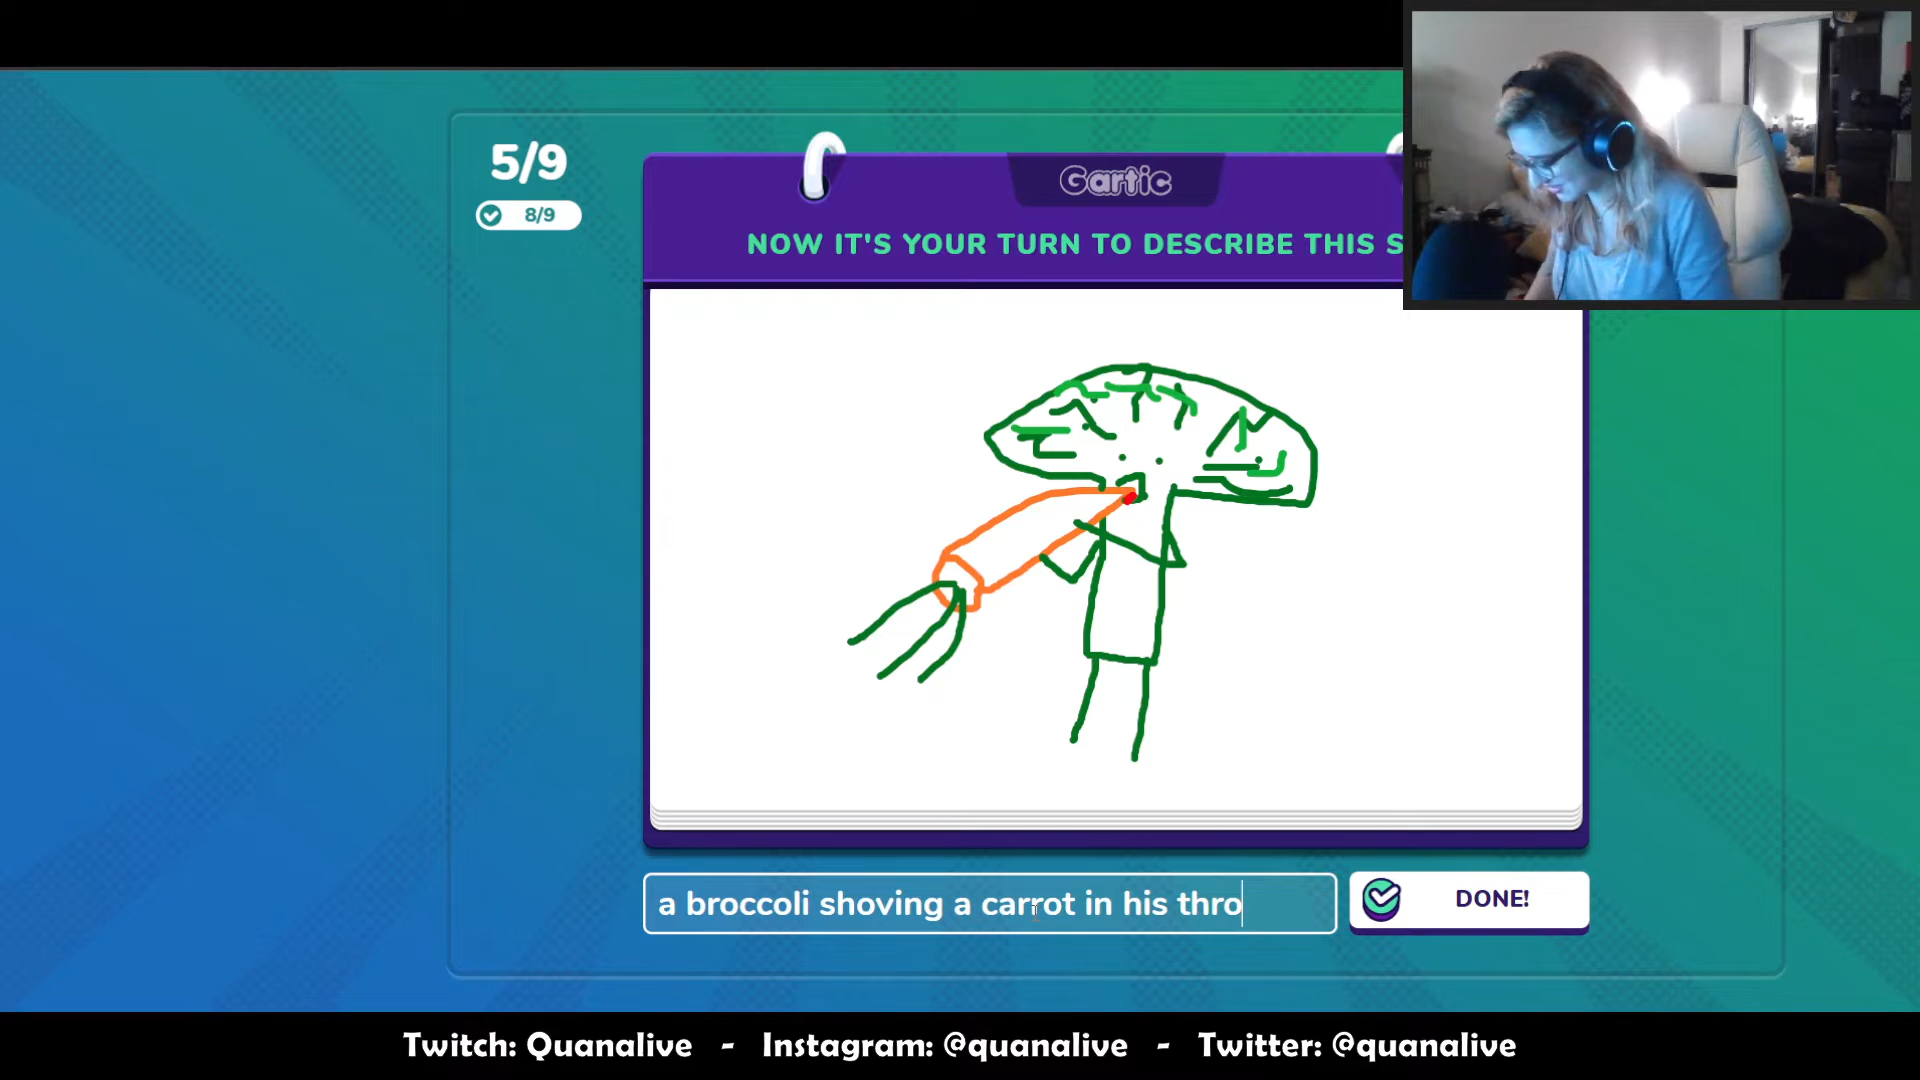 5/9
8/9
Gartic
NOW IT'S YOUR TURN TO DESCRIBE THIS S
a broccoli shoving a carrot in his thro
DONE!
Twitch: Quanalive - Instagram: @quanalive - Twitter: @quanalive